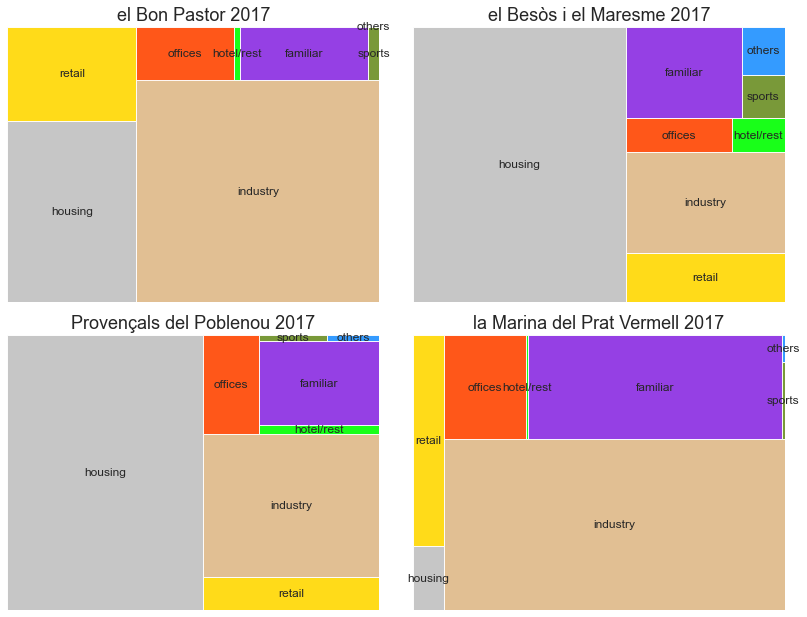 el Bon Pastor 2017
others
retail
offices
hotel/rest
familiar
sports
industry
housing
el Besòs i el Maresme 2017
others
familiar
sports
offices
hotel/rest
housing
industry
retail
Provençals del Poblenou 2017
sports
others
offices
familiar
hotel/rest
housing
industry
retail
la Marina del Prat Vermell 2017
others
offices
hotel/rest
familiar
sports
retail
industry
housing